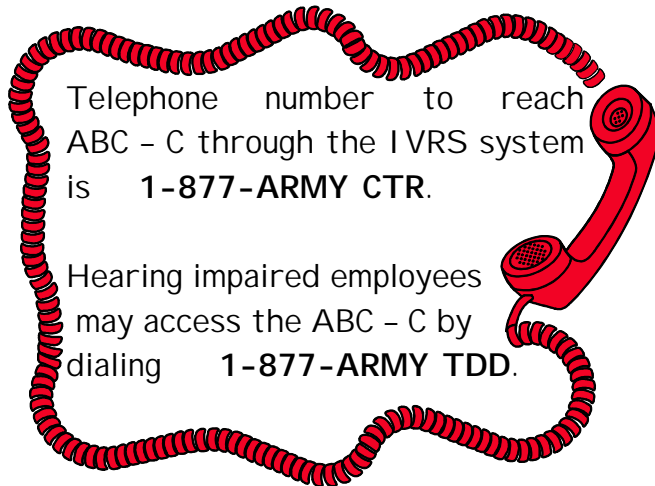 Telephone number to reach
ABC – C through the IVRS system
is 1-877-ARMY CTR.
Hearing impaired employees
may access the ABC – C by
dialing 1-877-ARMY TDD.